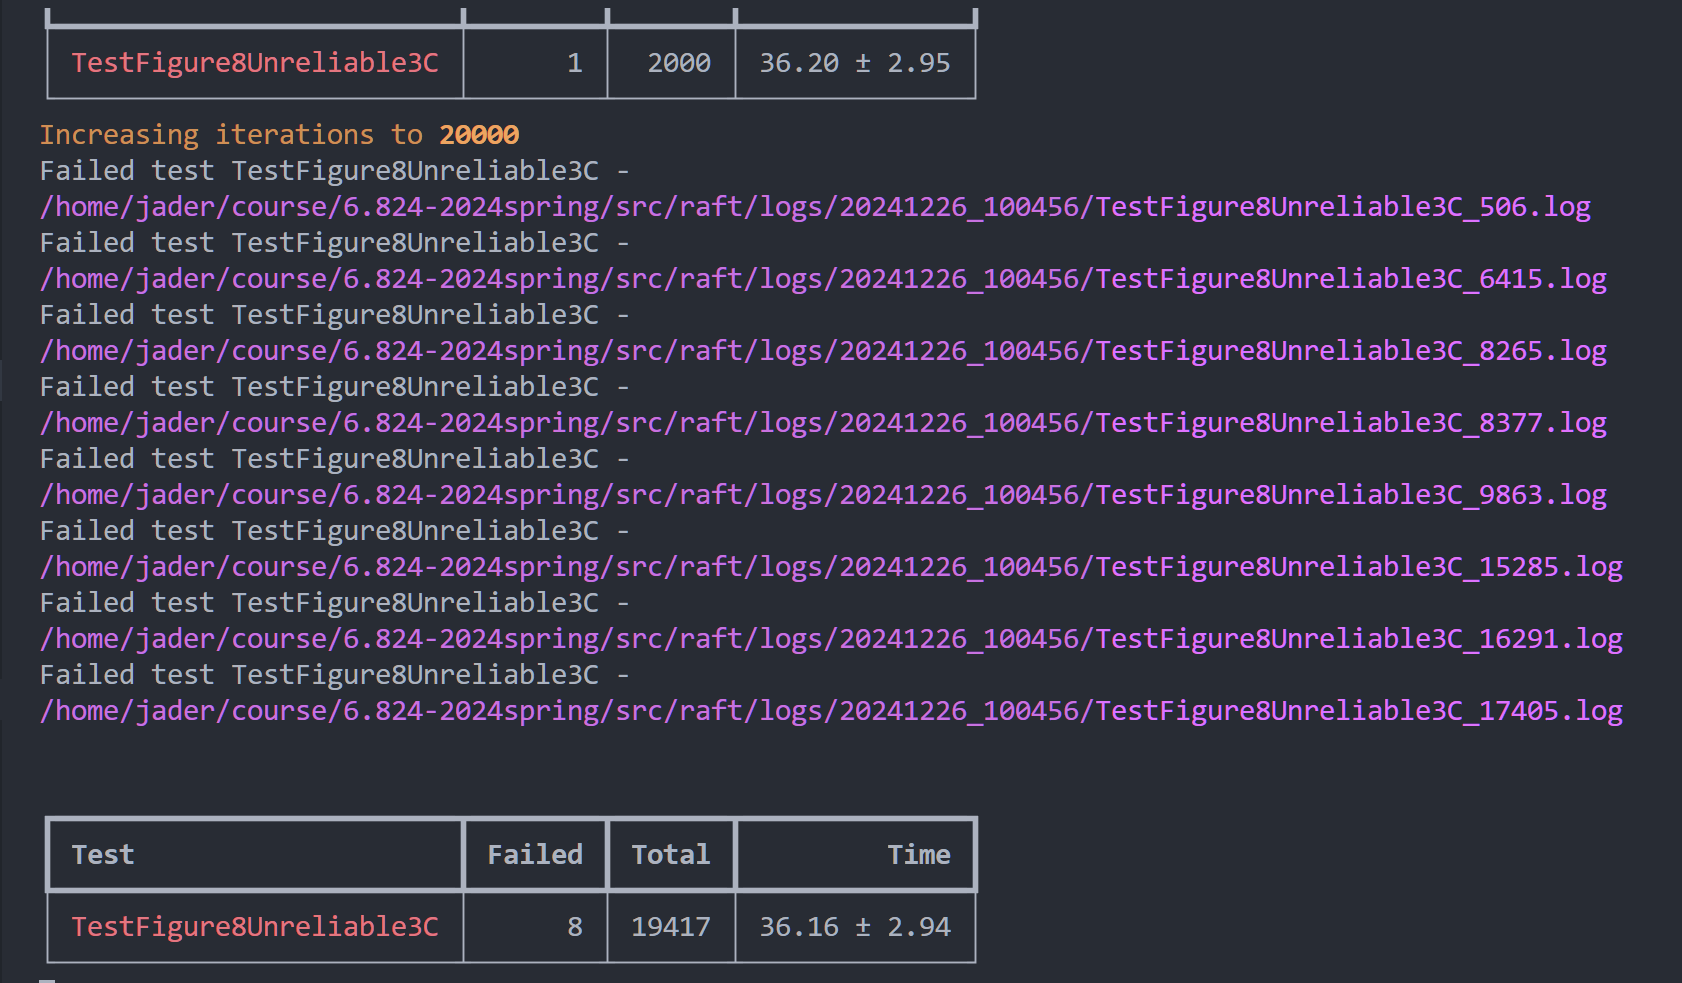 TestFigure8Unreliable3C 1 2000 36.20 ± 2.95
Increasing iterations to 20000
Failed test TestFigure8Unreliable3C -
/home/jader/course/6.824-2024spring/src/raft/logs/20241226_100456/TestFigure8Unreliable3C_506.log
Failed test TestFigure8Unreliable3C -
/home/jader/course/6.824-2024spring/src/raft/logs/20241226_100456/TestFigure8Unreliable3C_6415.log
Failed test TestFigure8Unreliable3C -
/home/jader/course/6.824-2024spring/src/raft/logs/20241226_100456/TestFigure8Unreliable3C_8265.log
Failed test TestFigure8Unreliable3C -
/home/jader/course/6.824-2024spring/src/raft/logs/20241226_100456/TestFigure8Unreliable3C_8377.log
Failed test TestFigure8Unreliable3C -
/home/jader/course/6.824-2024spring/src/raft/logs/20241226_100456/TestFigure8Unreliable3C_9863.log
Failed test TestFigure8Unreliable3C -
/home/jader/course/6.824-2024spring/src/raft/logs/20241226_100456/TestFigure8Unreliable3C_15285.log
Failed test TestFigure8Unreliable3C -
/home/jader/course/6.824-2024spring/src/raft/logs/20241226_100456/TestFigure8Unreliable3C_16291.log
Failed test TestFigure8Unreliable3C -
/home/jader/course/6.824-2024spring/src/raft/logs/20241226_100456/TestFigure8Unreliable3C_17405.log
Test Failed Total Time
TestFigure8Unreliable3C 8 19417 36.16 ± 2.94